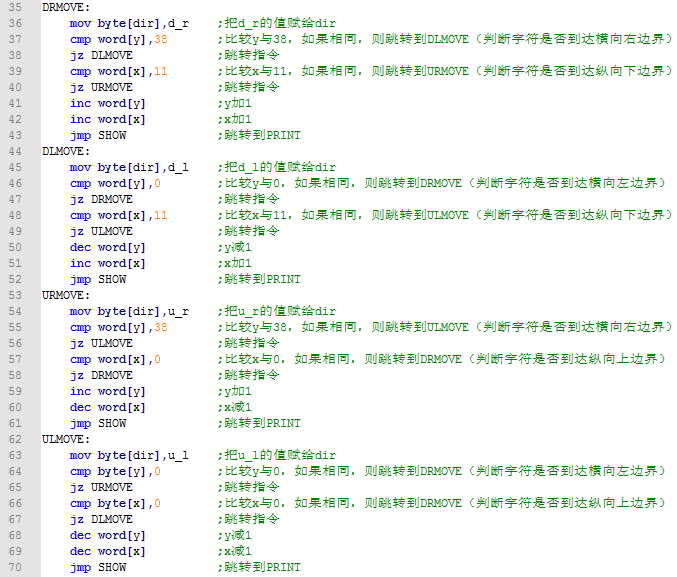 35 DRMOVE:
36 mov byte[dir],d_r ;把d_r的值赋给dir
37 cmp word[y],38 ;比较y与38，如果相同，则跳转到DLMOVE（判断字符是否到达横向右边界）
38 jz DLMOVE ;跳转指令
39 cmp word[x],11 ;比较x与11，如果相同，则跳转到URMOVE（判断字符是否到达纵向下边界）
40 jz URMOVE ;跳转指令
41 inc word[y] ;y加1
42 inc word[x] ;x加1
43 jmp SHOW ;跳转到PRINT
44 DLMOVE:
45 mov byte[dir],d_l ;把d_l的值赋给dir
46 cmp word[y],0 ;比较y与0，如果相同，则跳转到DRMOVE（判断字符是否到达横向左边界）
47 jz DRMOVE ;跳转指令
48 cmp word[x],11 ;比较x与11，如果相同，则跳转到ULMOVE（判断字符是否到达纵向下边界）
49 jz ULMOVE ;跳转指令
50 dec word[y] ;y减1
51 inc word[x] ;x加1
52 jmp SHOW ;跳转到PRINT
53 URMOVE:
54 mov byte[dir],u_r ;把u_r的值赋给dir
55 cmp word[y],38 ;比较y与38，如果相同，则跳转到ULMOVE（判断字符是否到达横向右边界）
56 jz ULMOVE ;跳转指令
57 cmp word[x],0 ;比较x与0，如果相同，则跳转到DRMOVE（判断字符是否到达纵向上边界）
58 jz DRMOVE ;跳转指令
59 inc word[y] ;y加1
60 dec word[x] ;x减1
61 jmp SHOW ;跳转到PRINT
62 ULMOVE:
63 mov byte[dir],u_l ;把u_l的值赋给dir
64 cmp byte[y],0 ;比较y与0，如果相同，则跳转到DRMOVE（判断字符是否到达横向左边界）
65 jz URMOVE ;跳转指令
66 cmp byte[x],0 ;比较x与0，如果相同，则跳转到DRMOVE（判断字符是否到达纵向上边界）
67 jz DLMOVE ;跳转指令
68 dec word[y] ;y减1
69 dec word[x] ;x减1
70 jmp SHOW ;跳转到PRINT